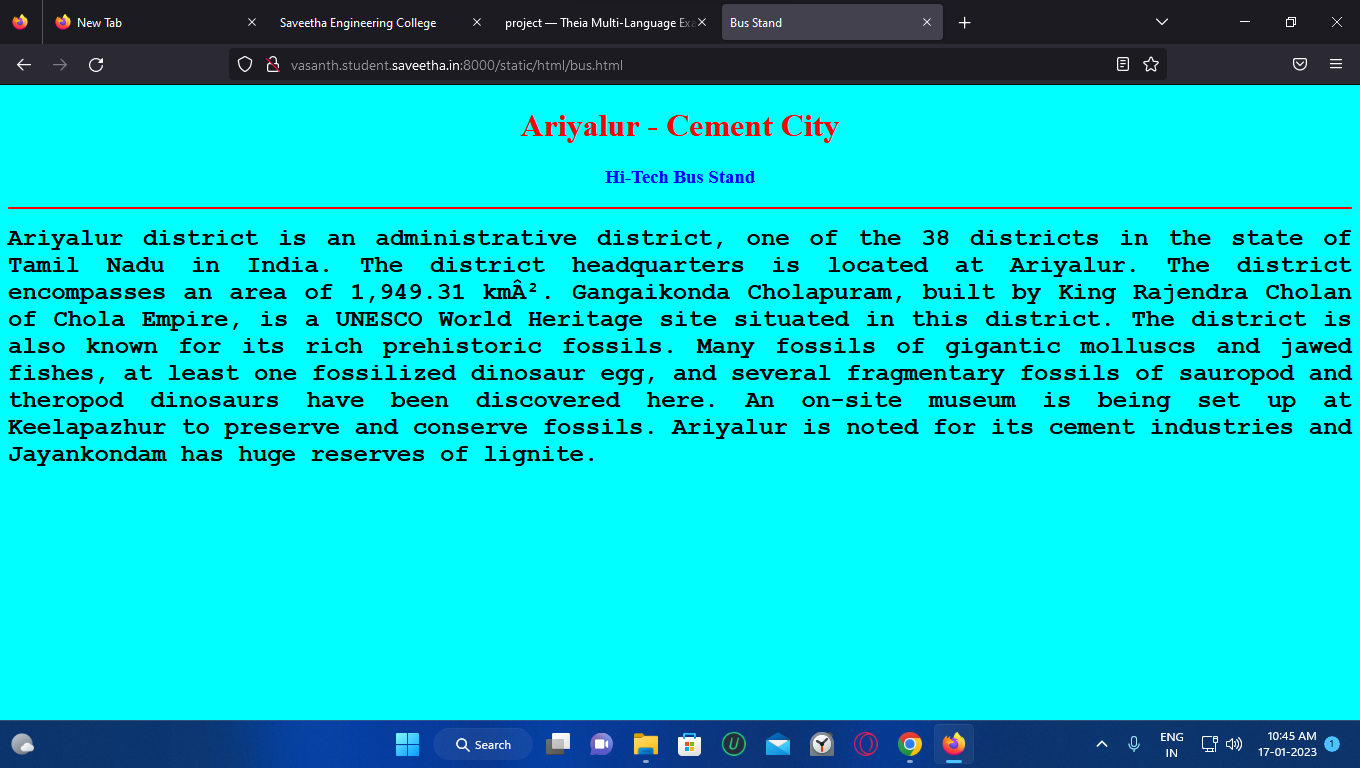 New Tab
Saveetha Engineering College
project — Theia Multi-Language Exa
Bus Stand
vasanth.student.saveetha.in:8000/static/html/bus.html
Ariyalur - Cement City
Hi-Tech Bus Stand
Ariyalur district is an administrative district, one of the 38 districts in the state of
Tamil Nadu in India. The district headquarters is located at Ariyalur. The district
encompasses an area of 1,949.31 kmÂ². Gangaikonda Cholapuram, built by King Rajendra Cholan
of Chola Empire, is a UNESCO World Heritage site situated in this district. The district is
also known for its rich prehistoric fossils. Many fossils of gigantic molluscs and jawed
fishes, at least one fossilized dinosaur egg, and several fragmentary fossils of sauropod and
theropod dinosaurs have been discovered here. An on-site museum is being set up at
Keelapazhur to preserve and conserve fossils. Ariyalur is noted for its cement industries and
Jayankondam has huge reserves of lignite.
Search
ENG
IN
10:45 AM
17-01-2023
1